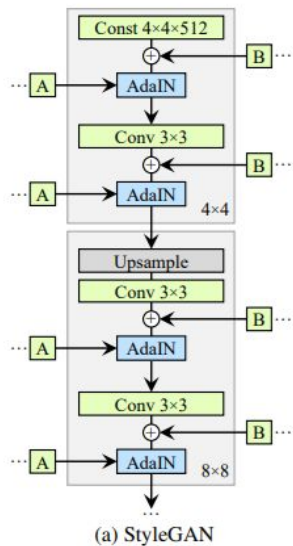 Const 4×4×512
... A AdaIN B ...
Conv 3×3
... A AdaIN B ...
4×4
Upsample
Conv 3×3
... A AdaIN B ...
Conv 3×3
... A AdaIN B ...
8×8
...
(a) StyleGAN